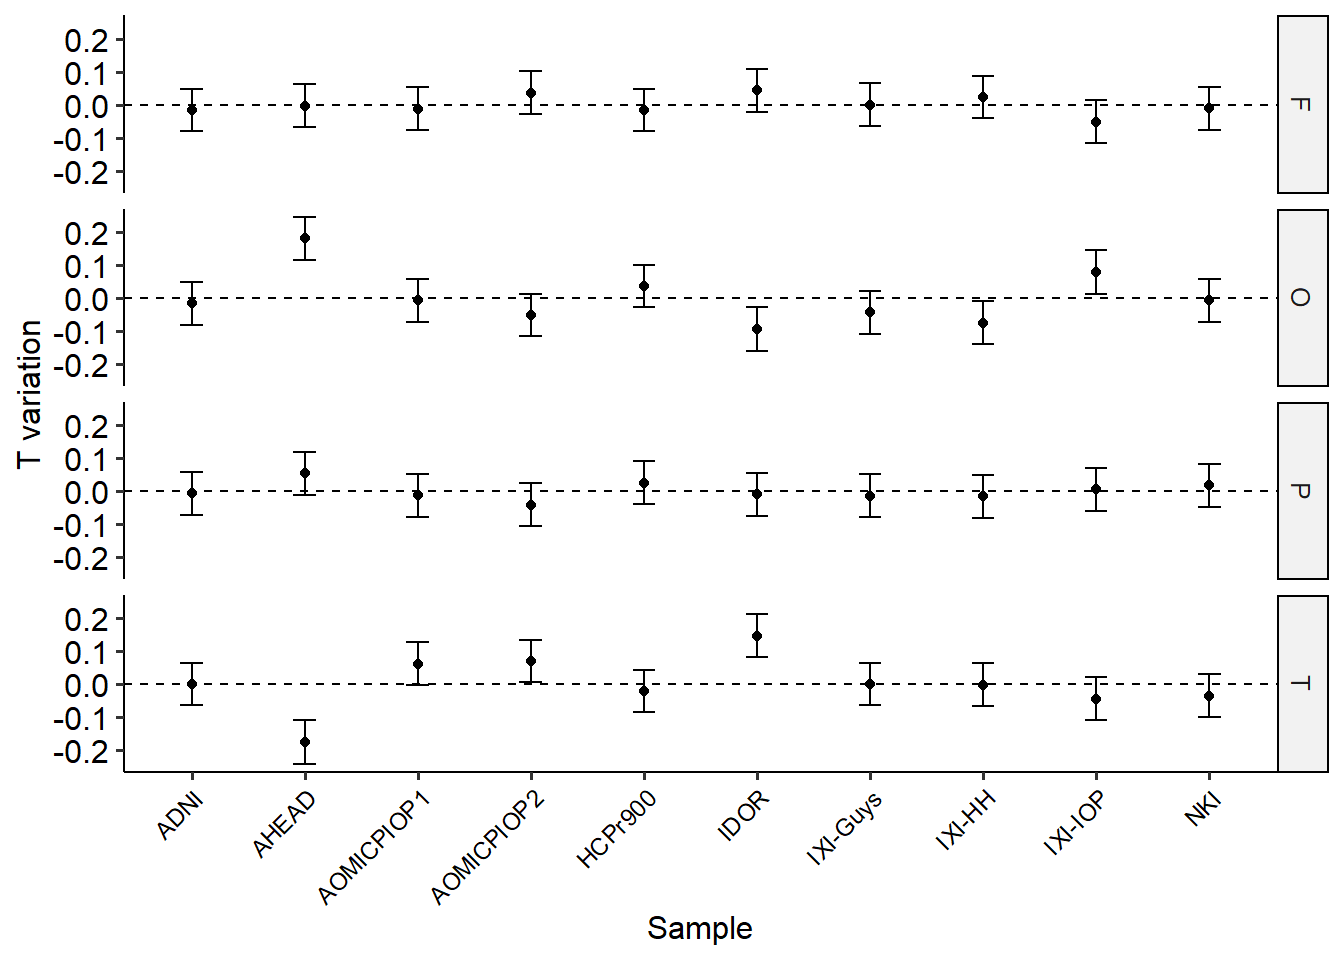 T variation
0.2
0.1
0.0
-0.1
-0.2
F
0.2
0.1
0.0
-0.1
-0.2
O
0.2
0.1
0.0
-0.1
-0.2
P
0.2
0.1
0.0
-0.1
-0.2
T
ADNI
AHEAD
AOMICPIOP1
AOMICPIOP2
HCPr900
IDOR
IXI-Guys
IXI-HH
IXI-IOP
NKI
Sample